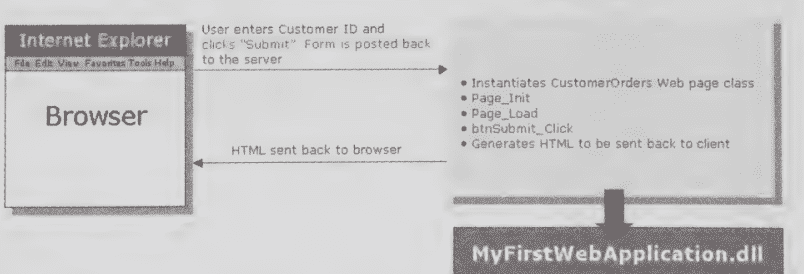 Internet Explorer
File Edit View Favorites Tools Help
Browser
User enters Customer ID and
clicks "Submit" Form is posted back
to the server
HTML sent back to browser
• Instantiates CustomerOrders Web page class
• Page_Init
• Page_Load
• btnSubmit_Click
• Generates HTML to be sent back to client
MyFirstWebApplication.dll